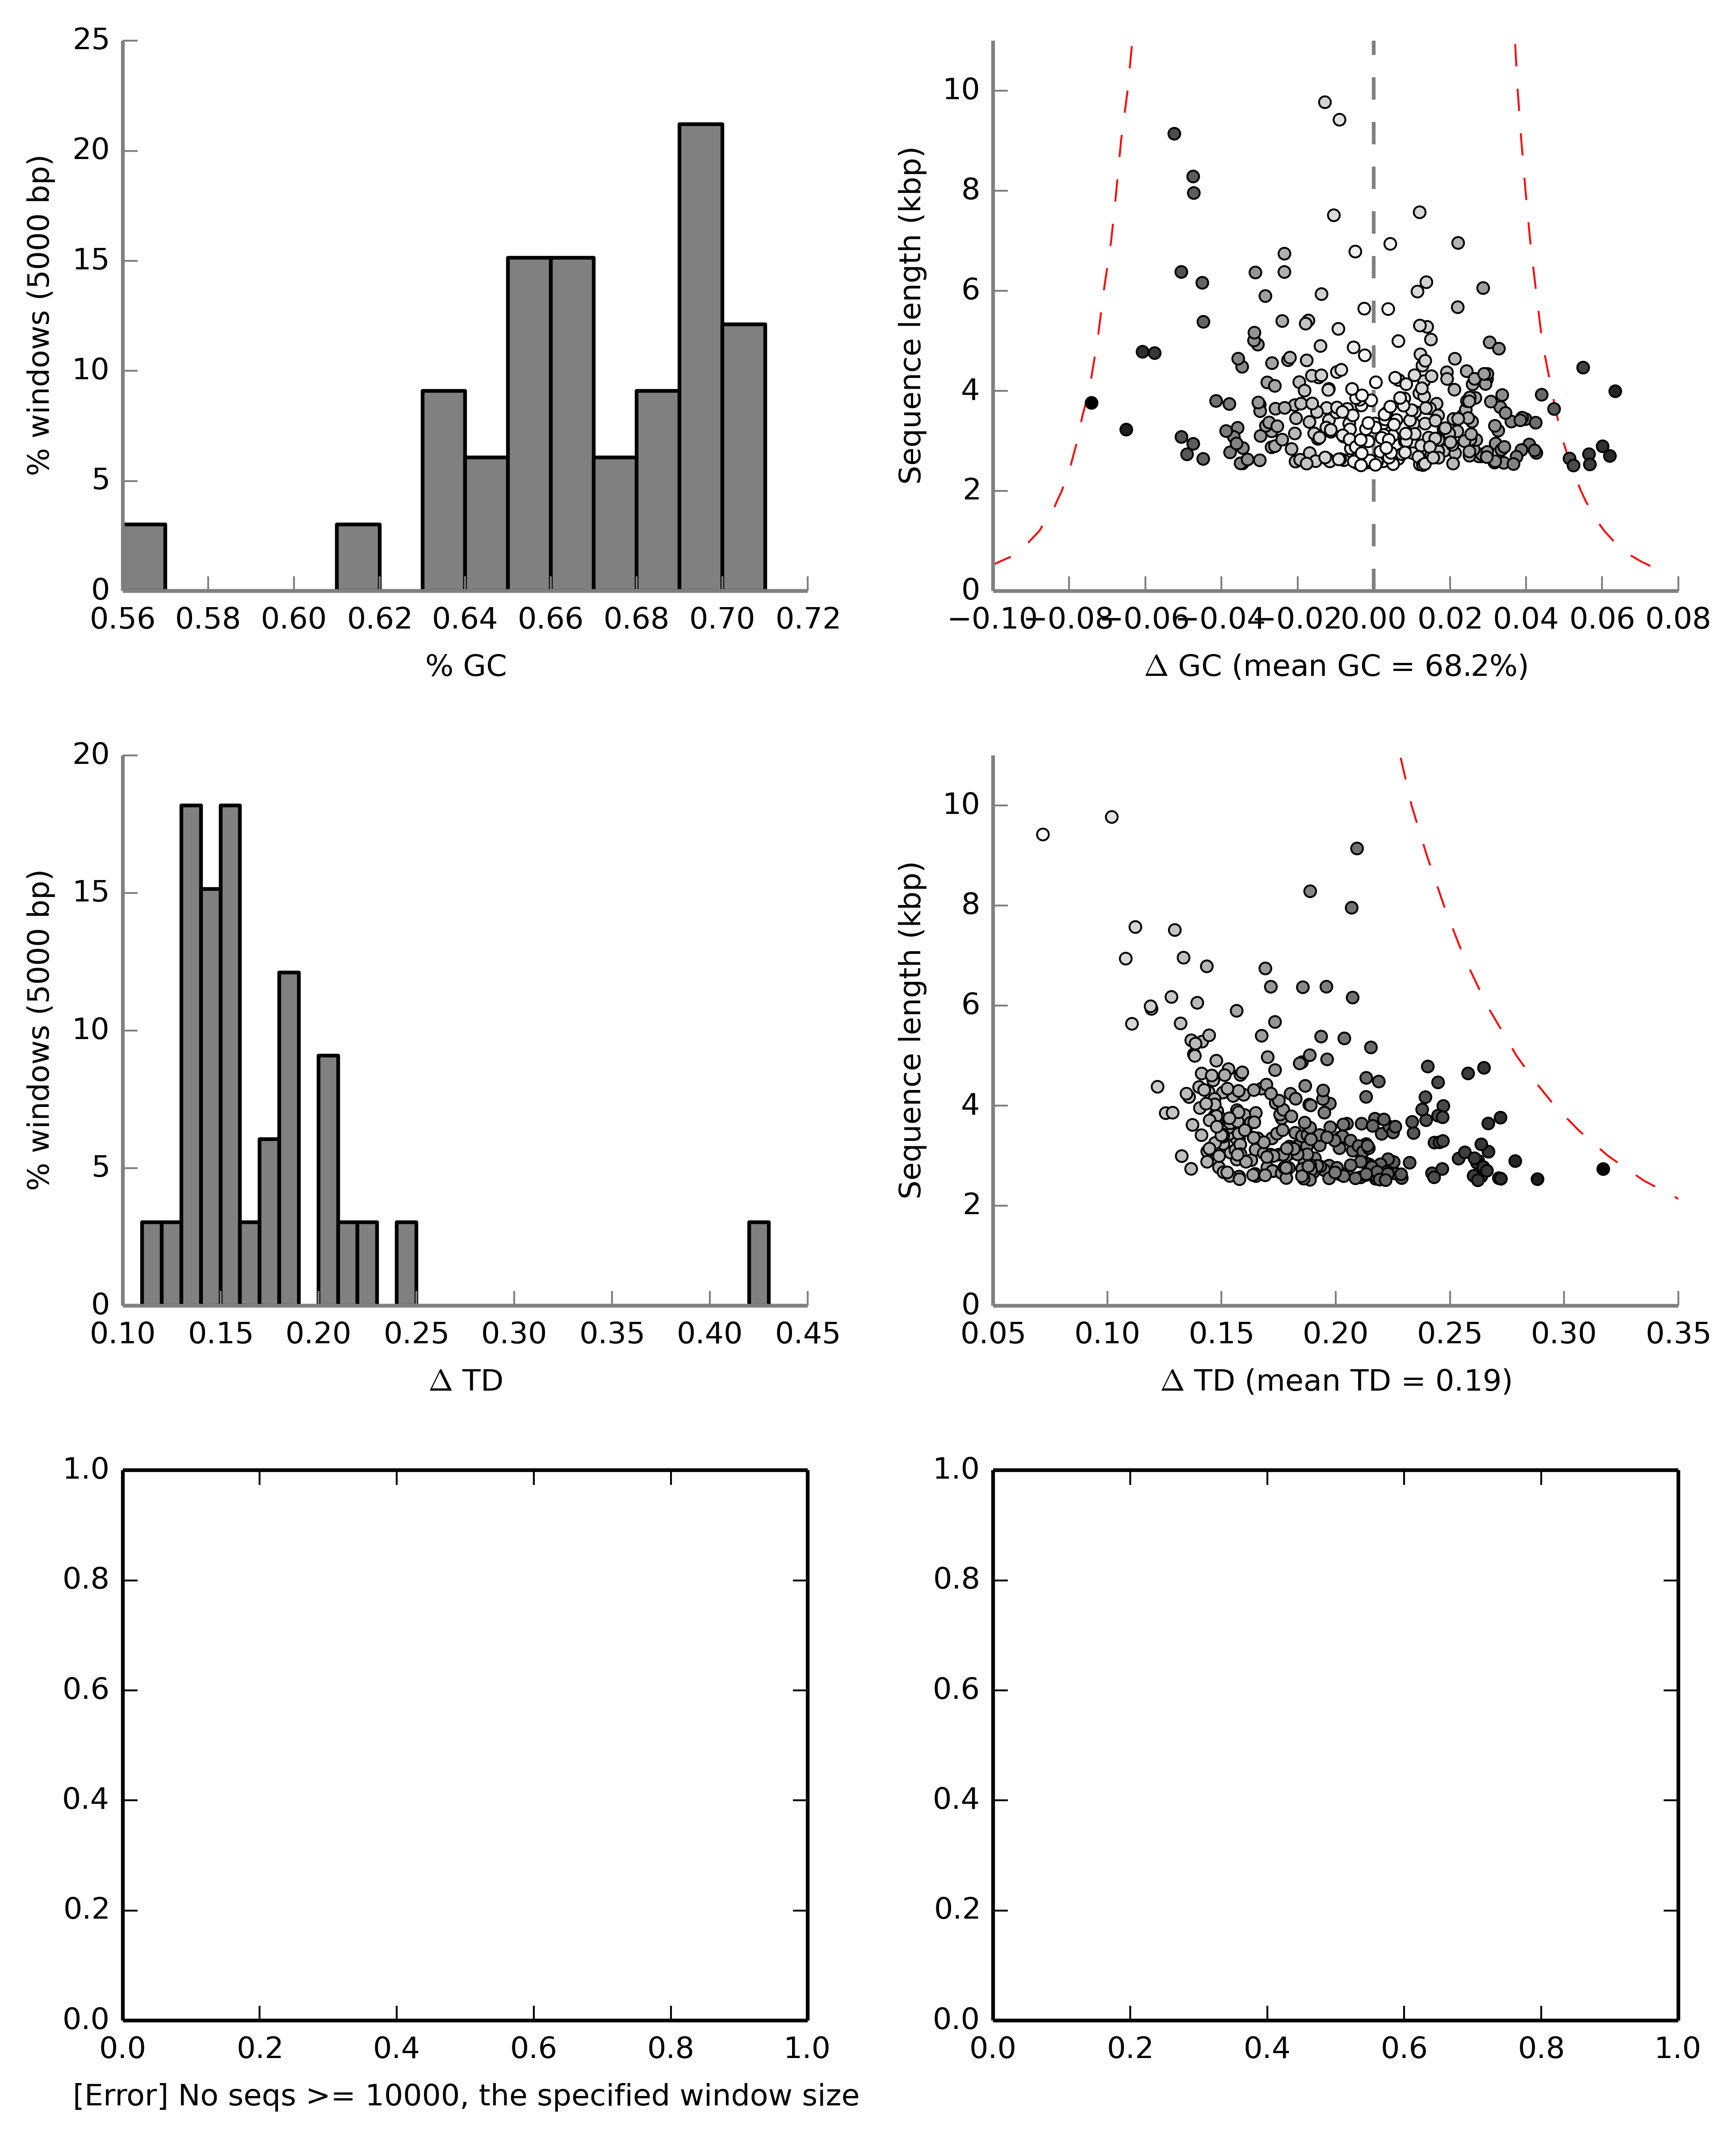 25
20
15
10
5
0
% windows (5000 bp)
0.56 0.58 0.60 0.62 0.64 0.66 0.68 0.70 0.72
% GC
10
8
6
4
2
0
Sequence length (kbp)
−0.10 −0.08 −0.06 −0.04 −0.02 0.00 0.02 0.04 0.06 0.08
Δ GC (mean GC = 68.2%)
20
15
10
5
0
% windows (5000 bp)
0.10 0.15 0.20 0.25 0.30 0.35 0.40 0.45
Δ TD
10
8
6
4
2
0
Sequence length (kbp)
0.05 0.10 0.15 0.20 0.25 0.30 0.35
Δ TD (mean TD = 0.19)
1.0
0.8
0.6
0.4
0.2
0.0
0.0 0.2 0.4 0.6 0.8 1.0
[Error] No seqs >= 10000, the specified window size
1.0
0.8
0.6
0.4
0.2
0.0
0.0 0.2 0.4 0.6 0.8 1.0